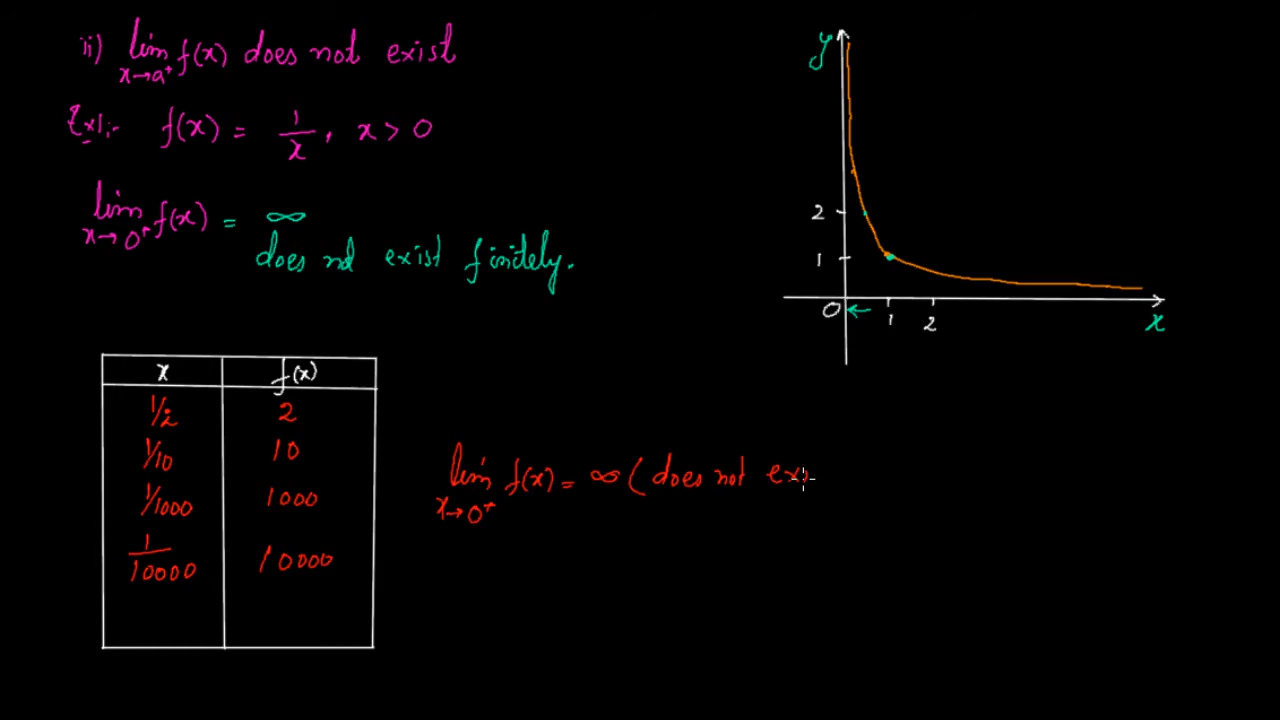 ii) lim x→a⁺ f(x) does not exist
Ex1:- f(x) = 1/x, x > 0
lim x→0⁺ f(x) = ∞
does not exist finitely.
y
2
1
0 ← 1 2
x
x f(x)
1/2 2
1/10 10
1/1000 1000
1/10000 10000
lim x→0⁺ f(x) = ∞ (does not exi